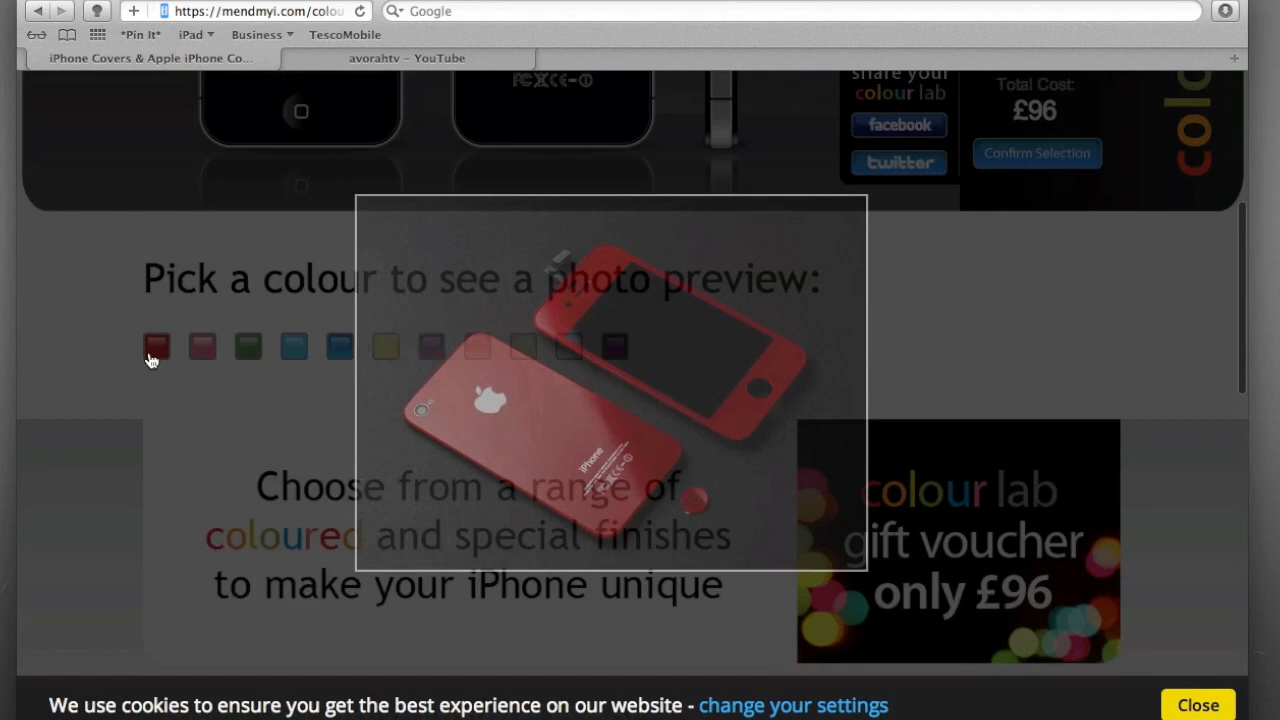 https://mendmyi.com/colou
Google
*Pin It*
iPad
Business
TescoMobile
iPhone Covers & Apple iPhone Co...
avorahtv – YouTube
share your
colour lab
facebook
twitter
Total Cost:
£96
Confirm Selection
colo
Pick a colour to see a photo preview:
iPhone
Choose from a range of
coloured and special finishes
to make your iPhone unique
colour lab
gift voucher
only £96
We use cookies to ensure you get the best experience on our website - change your settings
Close